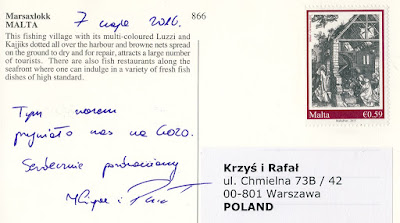 Marsaxlokk
MALTA
7 maja 2016.
866
This fishing village with its multi-coloured Luzzi and
Kajjiks dotted all over the harbour and browne nets spread
on the ground to dry and for repair, attracts a large number
of tourists. There are also fish restaurants along the
seafront where one can indulge in a variety of fresh fish
dishes of high standard.
Malta €0.59
Tym razem
przywiało nas na GOZO.
Serdecznie pozdrawiamy
i
Krzyś i Rafał
ul. Chmielna 73B / 42
00-801 Warszawa
POLAND